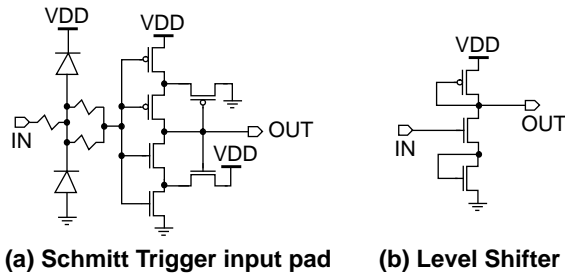 VDD
VDD
IN
OUT
VDD
(a) Schmitt Trigger input pad
VDD
OUT
IN
(b) Level Shifter